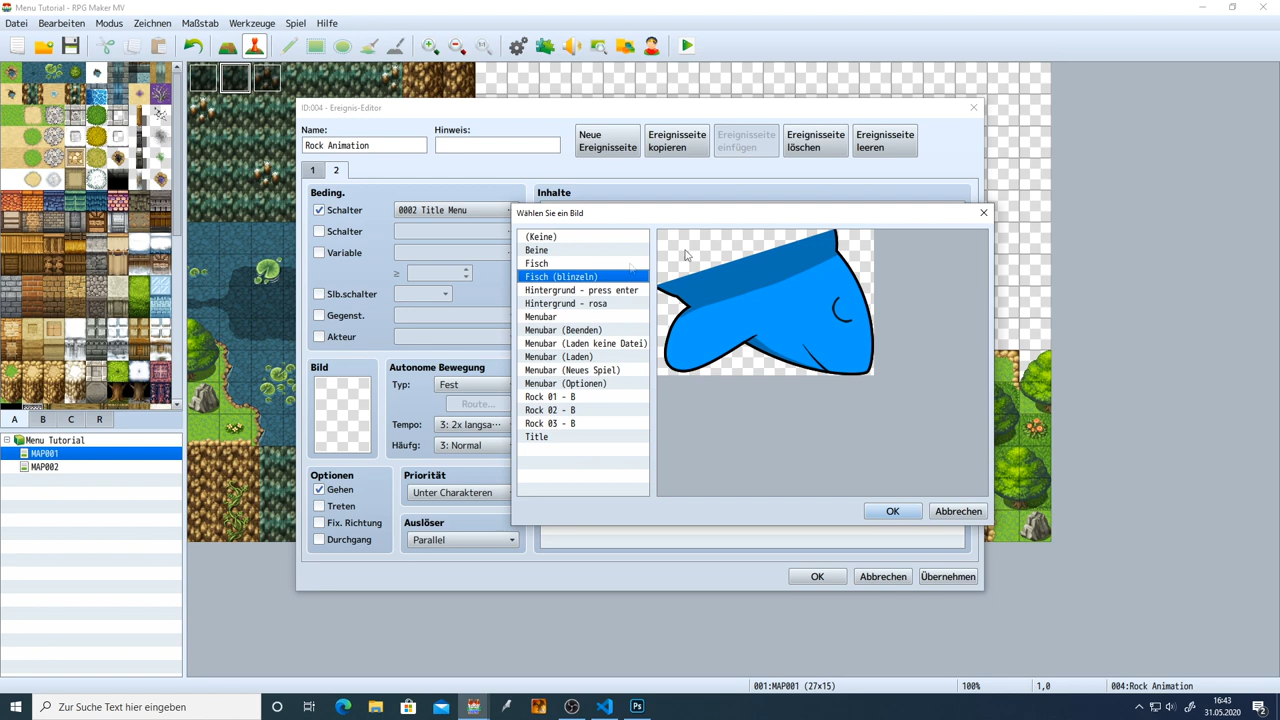 Menu Tutorial - RPG Maker MV
Datei Bearbeiten Modus Zeichnen Maßstab Werkzeuge Spiel Hilfe
1:1
ID:004 - Ereignis-Editor
Name:
Rock Animation
Hinweis:
Neue Ereignisseite
Ereignisseite kopieren
Ereignisseite einfügen
Ereignisseite löschen
Ereignisseite leeren
1 2
Beding.
Schalter
0002 Title Menu
Schalter
Variable
≥
Slb.schalter
Gegenst.
Akteur
Bild
Autonome Bewegung
Typ:
Fest
Route...
Tempo:
3: 2x langsa···
Häufg:
3: Normal
Optionen
Gehen
Treten
Fix. Richtung
Durchgang
Priorität
Unter Charakteren
Auslöser
Parallel
Inhalte
Wählen Sie ein Bild
(Keine)
Beine
Fisch
Fisch (blinzeln)
Hintergrund - press enter
Hintergrund - rosa
Menubar
Menubar (Beenden)
Menubar (Laden keine Datei)
Menubar (Laden)
Menubar (Neues Spiel)
Menubar (Optionen)
Rock 01 - B
Rock 02 - B
Rock 03 - B
Title
OK
Abbrechen
OK
Abbrechen
Übernehmen
A B C R
Menu Tutorial
MAP001
MAP002
001:MAP001 (27×15)
100%
1,0
004:Rock Animation
Zur Suche Text hier eingeben
Ps
16:43
31.05.2020
2